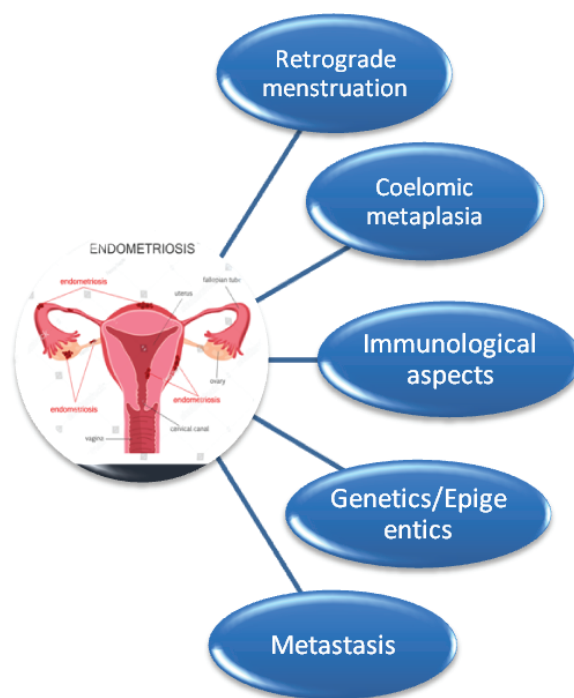 Retrograde
menstruation
Coelomic
metaplasia
ENDOMETRIOSIS
endometriosis
fallopian tube
uterus
Immunological
aspects
ovary
endometriosis
endometriosis
cervical canal
vagina
Genetics/Epige
entics
Metastasis